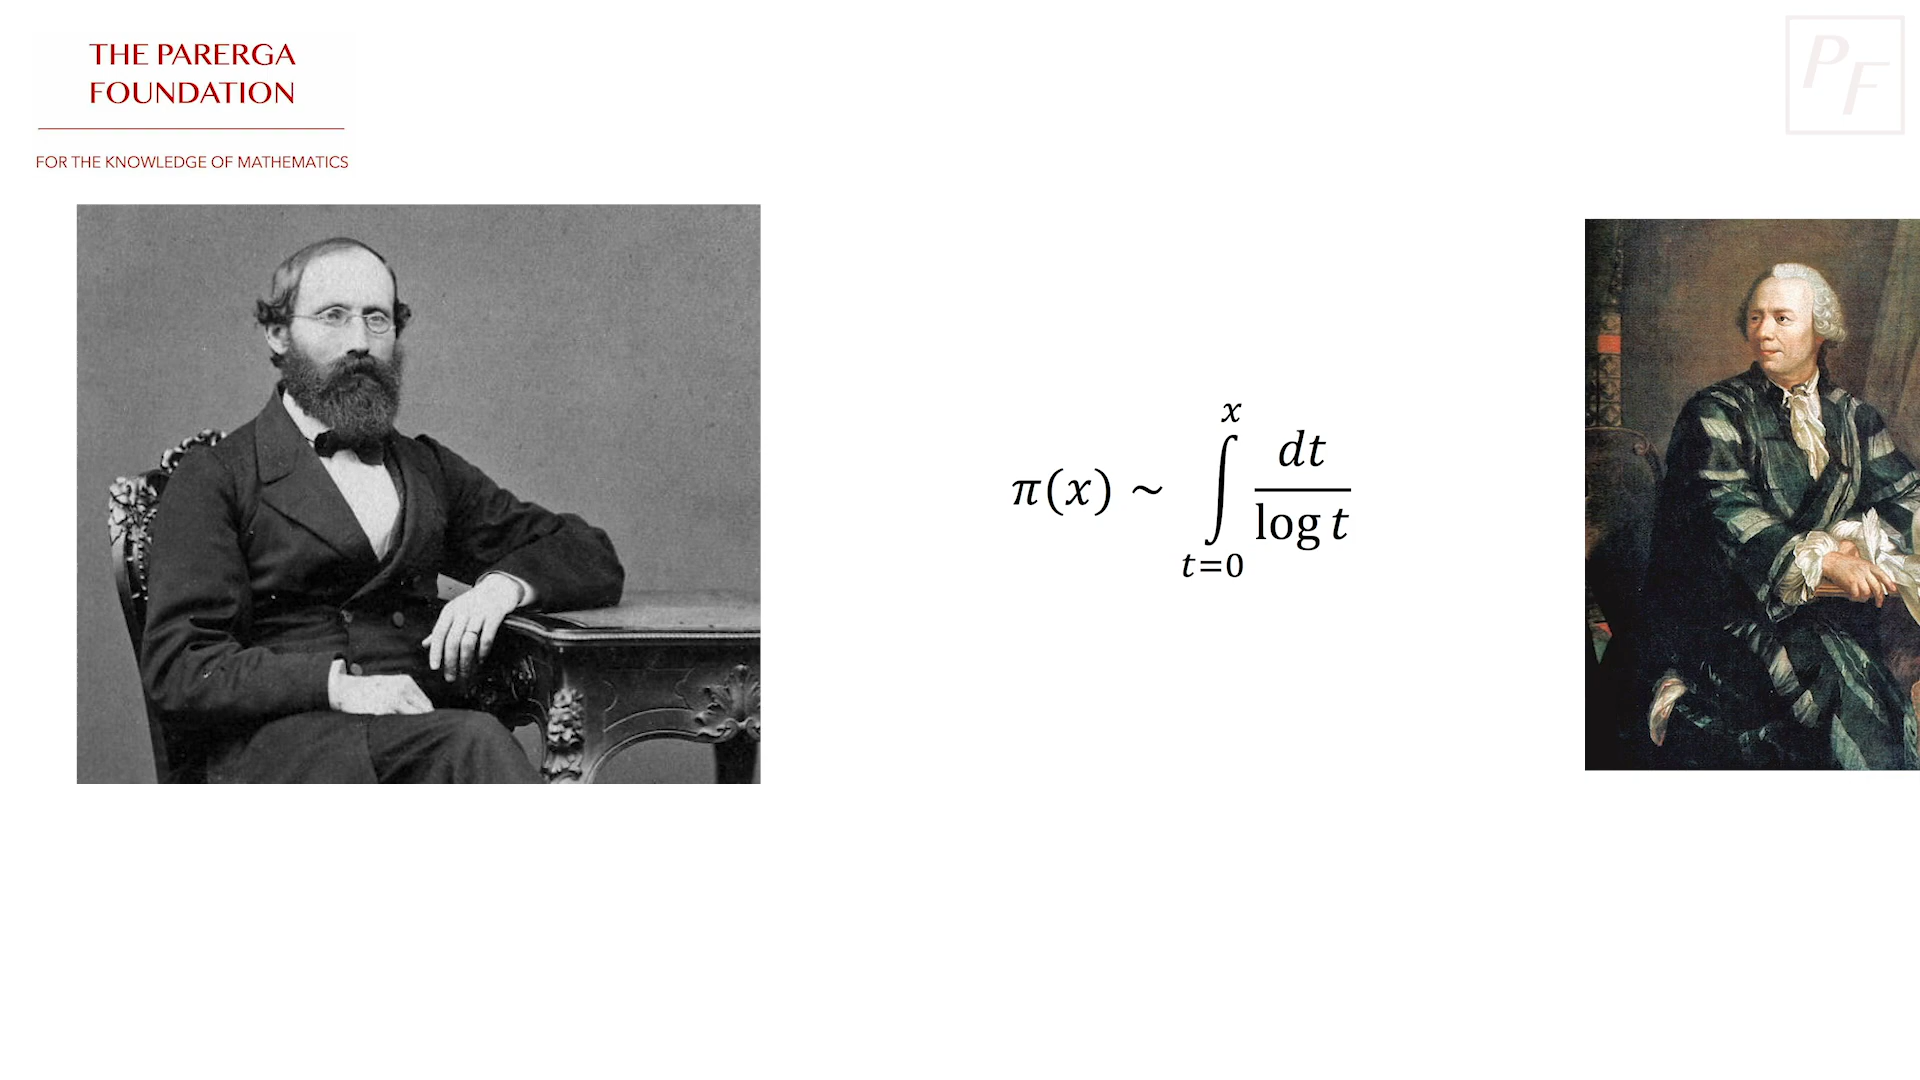 THE PARERGA
FOUNDATION
FOR THE KNOWLEDGE OF MATHEMATICS
PF
π(x) ~ ∫_{t=0}^{x} dt / log t